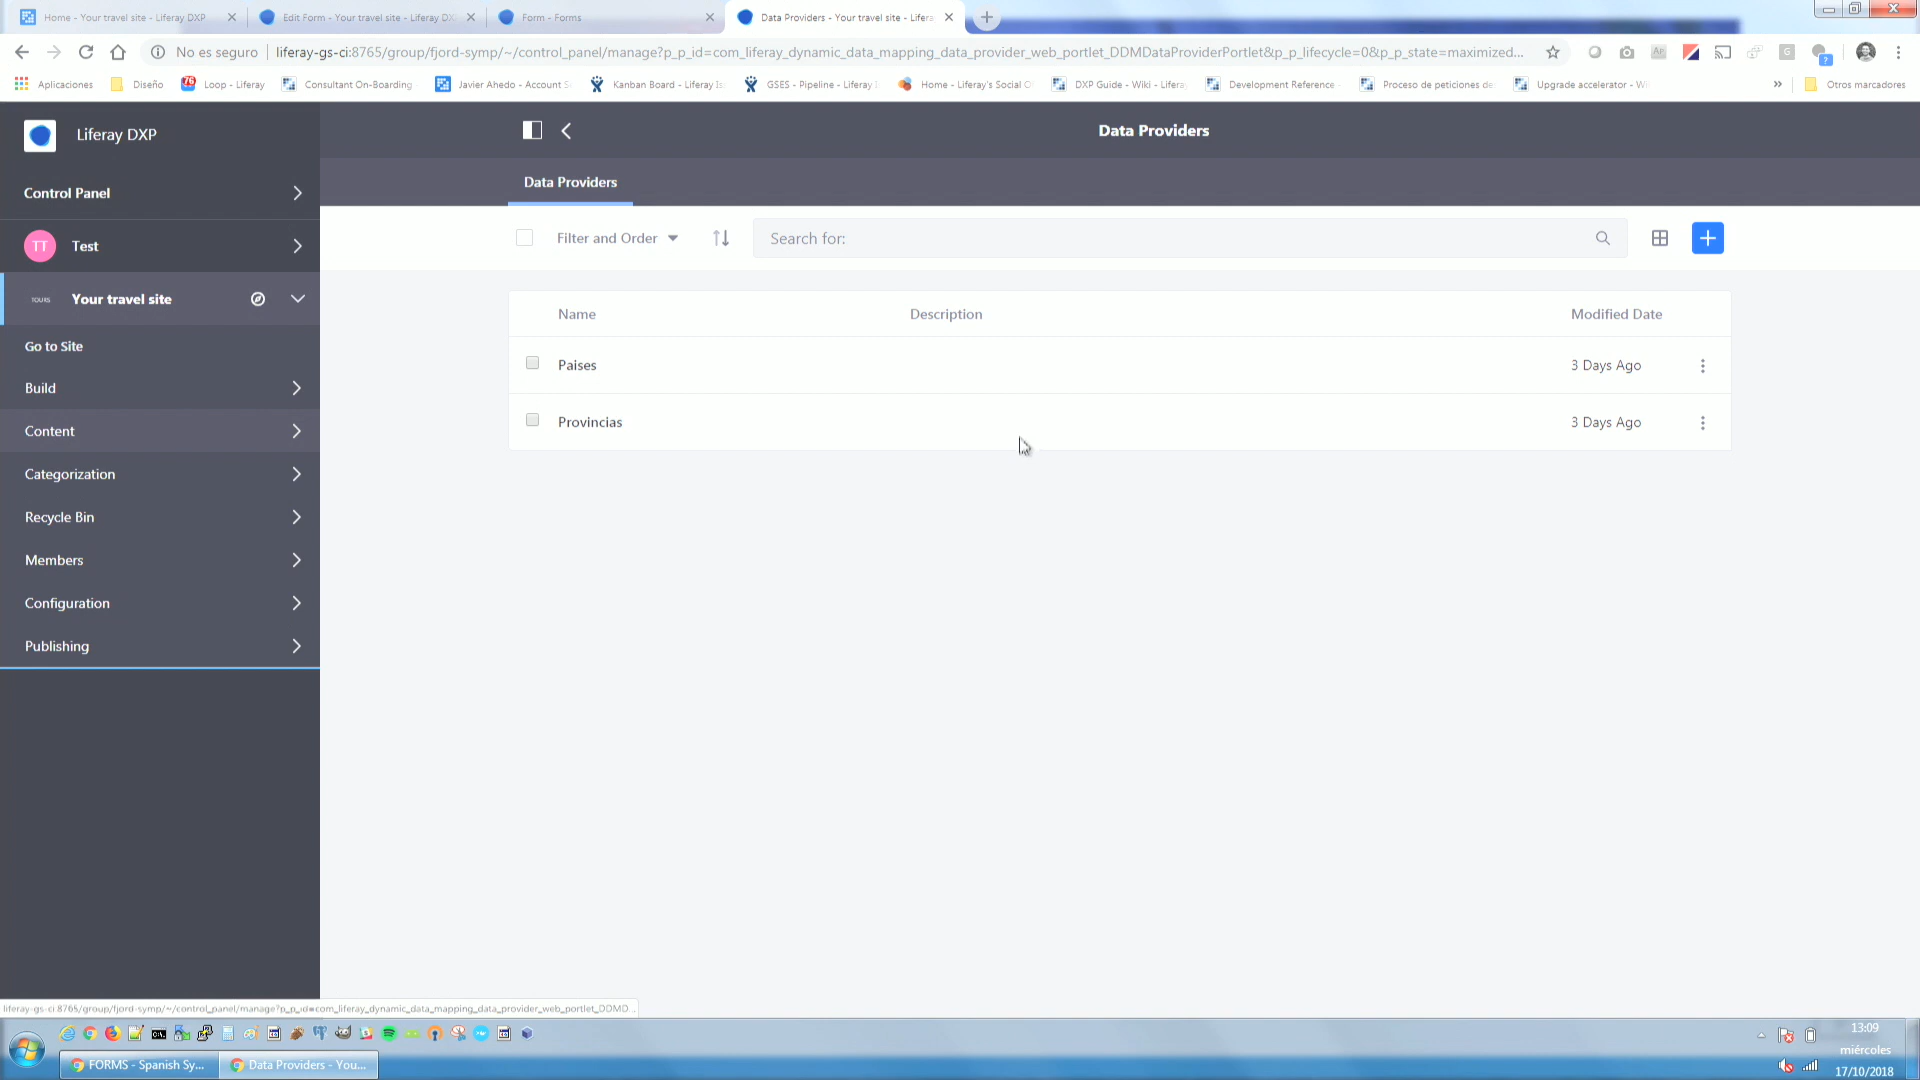 Home - Your travel site - Liferay DXP
Edit Form - Your travel site - Liferay DX
Form - Forms
Data Providers - Your travel site - Lifera
No es seguro
liferay-gs-ci:8765/group/fjord-symp/~/control_panel/manage?p_p_id=com_liferay_dynamic_data_mapping_data_provider_web_portlet_DDMDataProviderPortlet&p_p_lifecycle=0&p_p_state=maximized...
Aplicaciones
Diseño
76
Loop - Liferay
Consultant On-Boarding
Javier Ahedo - Account S
Kanban Board - Liferay Is
GSES - Pipeline - Liferay I
Home - Liferay's Social O
DXP Guide - Wiki - Liferay
Development Reference -
Proceso de peticiones de
Upgrade accelerator - Wi
»
Otros marcadores
Liferay DXP
Data Providers
Control Panel
Data Providers
TT Test
Filter and Order
Search for:
TOURS Your travel site
Name
Description
Modified Date
Go to Site
Build
Paises
3 Days Ago
Content
Provincias
3 Days Ago
Categorization
Recycle Bin
Members
Configuration
Publishing
liferay-gs-ci:8765/group/fjord-symp/~/control_panel/manage?p_p_id=com_liferay_dynamic_data_mapping_data_provider_web_portlet_DDMD...
13:09
miércoles
17/10/2018
FORMS - Spanish Sy...
Data Providers - You...